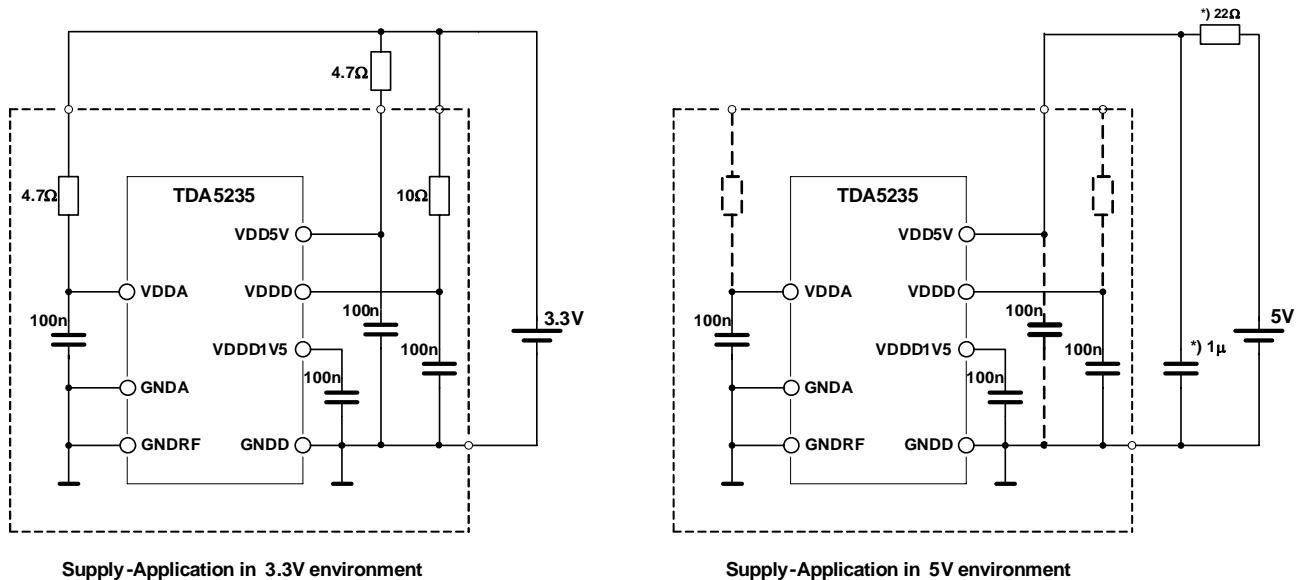 4.7Ω
4.7Ω
10Ω
TDA5235
VDD5V
VDDA
VDDD
100n
100n
3.3V
VDDD1V5
100n
100n
GNDA
GNDRF
GNDD
Supply-Application in 3.3V environment
*) 22Ω
TDA5235
VDD5V
VDDA
VDDD
100n
100n
5V
VDDD1V5
100n
*) 1µ
100n
GNDA
GNDRF
GNDD
Supply-Application in 5V environment